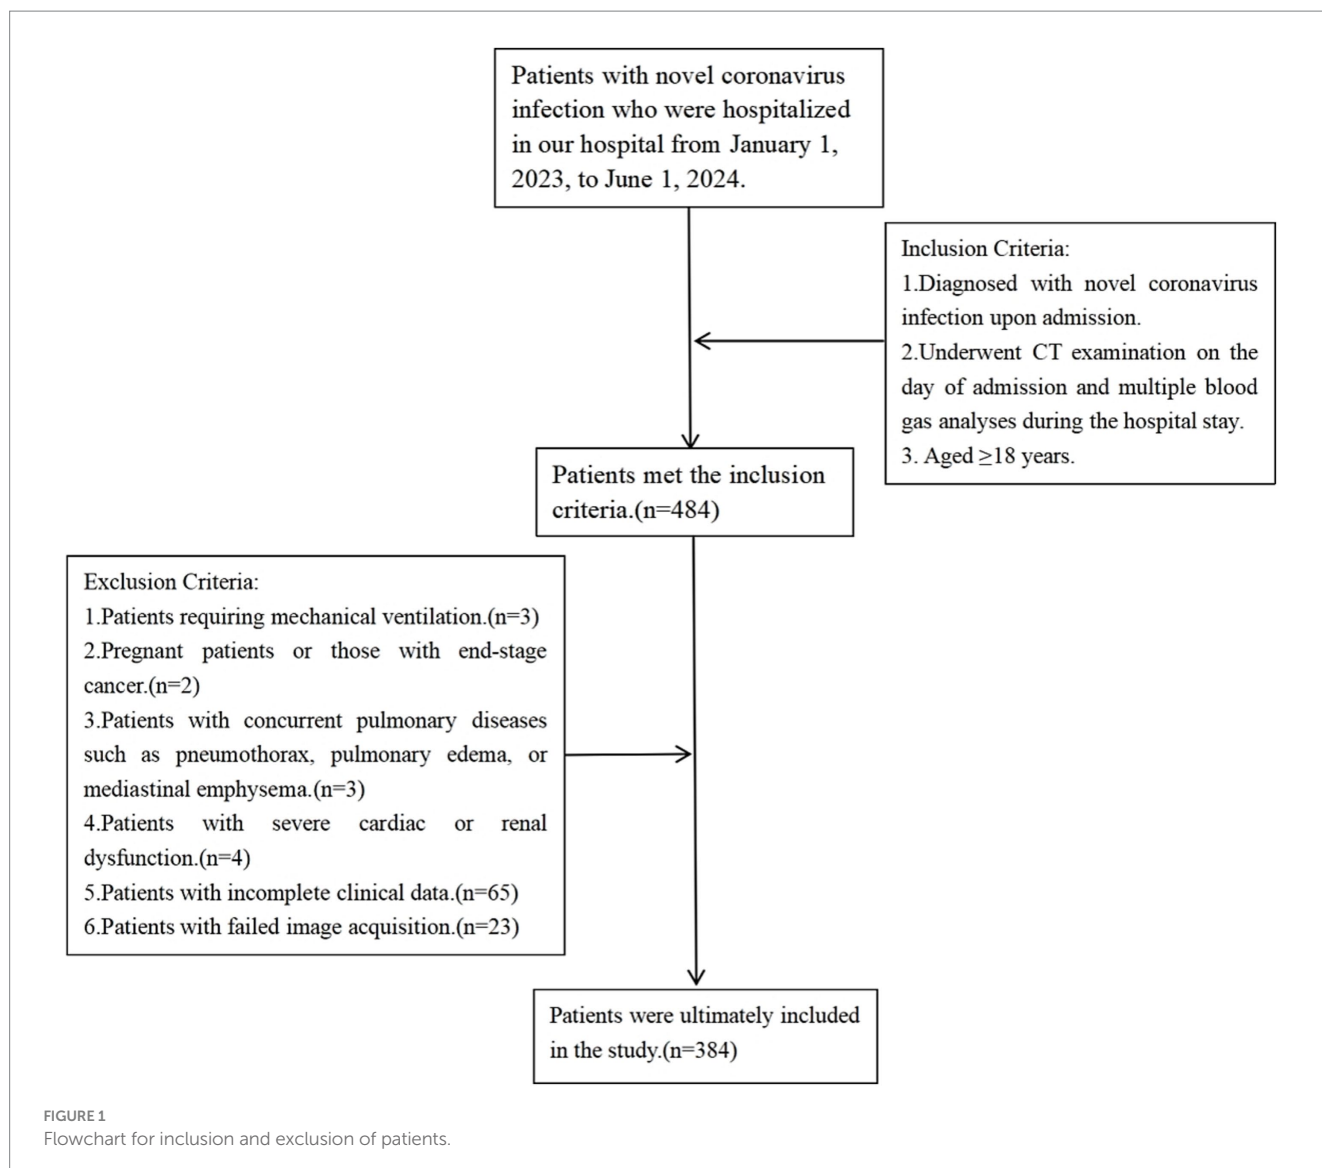 Patients with novel coronavirus
infection who were hospitalized
in our hospital from January 1,
2023, to June 1, 2024.
Inclusion Criteria:
1.Diagnosed with novel coronavirus
infection upon admission.
2.Underwent CT examination on the
day of admission and multiple blood
gas analyses during the hospital stay.
3. Aged ≥18 years.
Patients met the inclusion
criteria.(n=484)
Exclusion Criteria:
1.Patients requiring mechanical ventilation.(n=3)
2.Pregnant patients or those with end-stage
cancer.(n=2)
3.Patients with concurrent pulmonary diseases
such as pneumothorax, pulmonary edema, or
mediastinal emphysema.(n=3)
4.Patients with severe cardiac or renal
dysfunction.(n=4)
5.Patients with incomplete clinical data.(n=65)
6.Patients with failed image acquisition.(n=23)
Patients were ultimately included
in the study.(n=384)
FIGURE 1
Flowchart for inclusion and exclusion of patients.